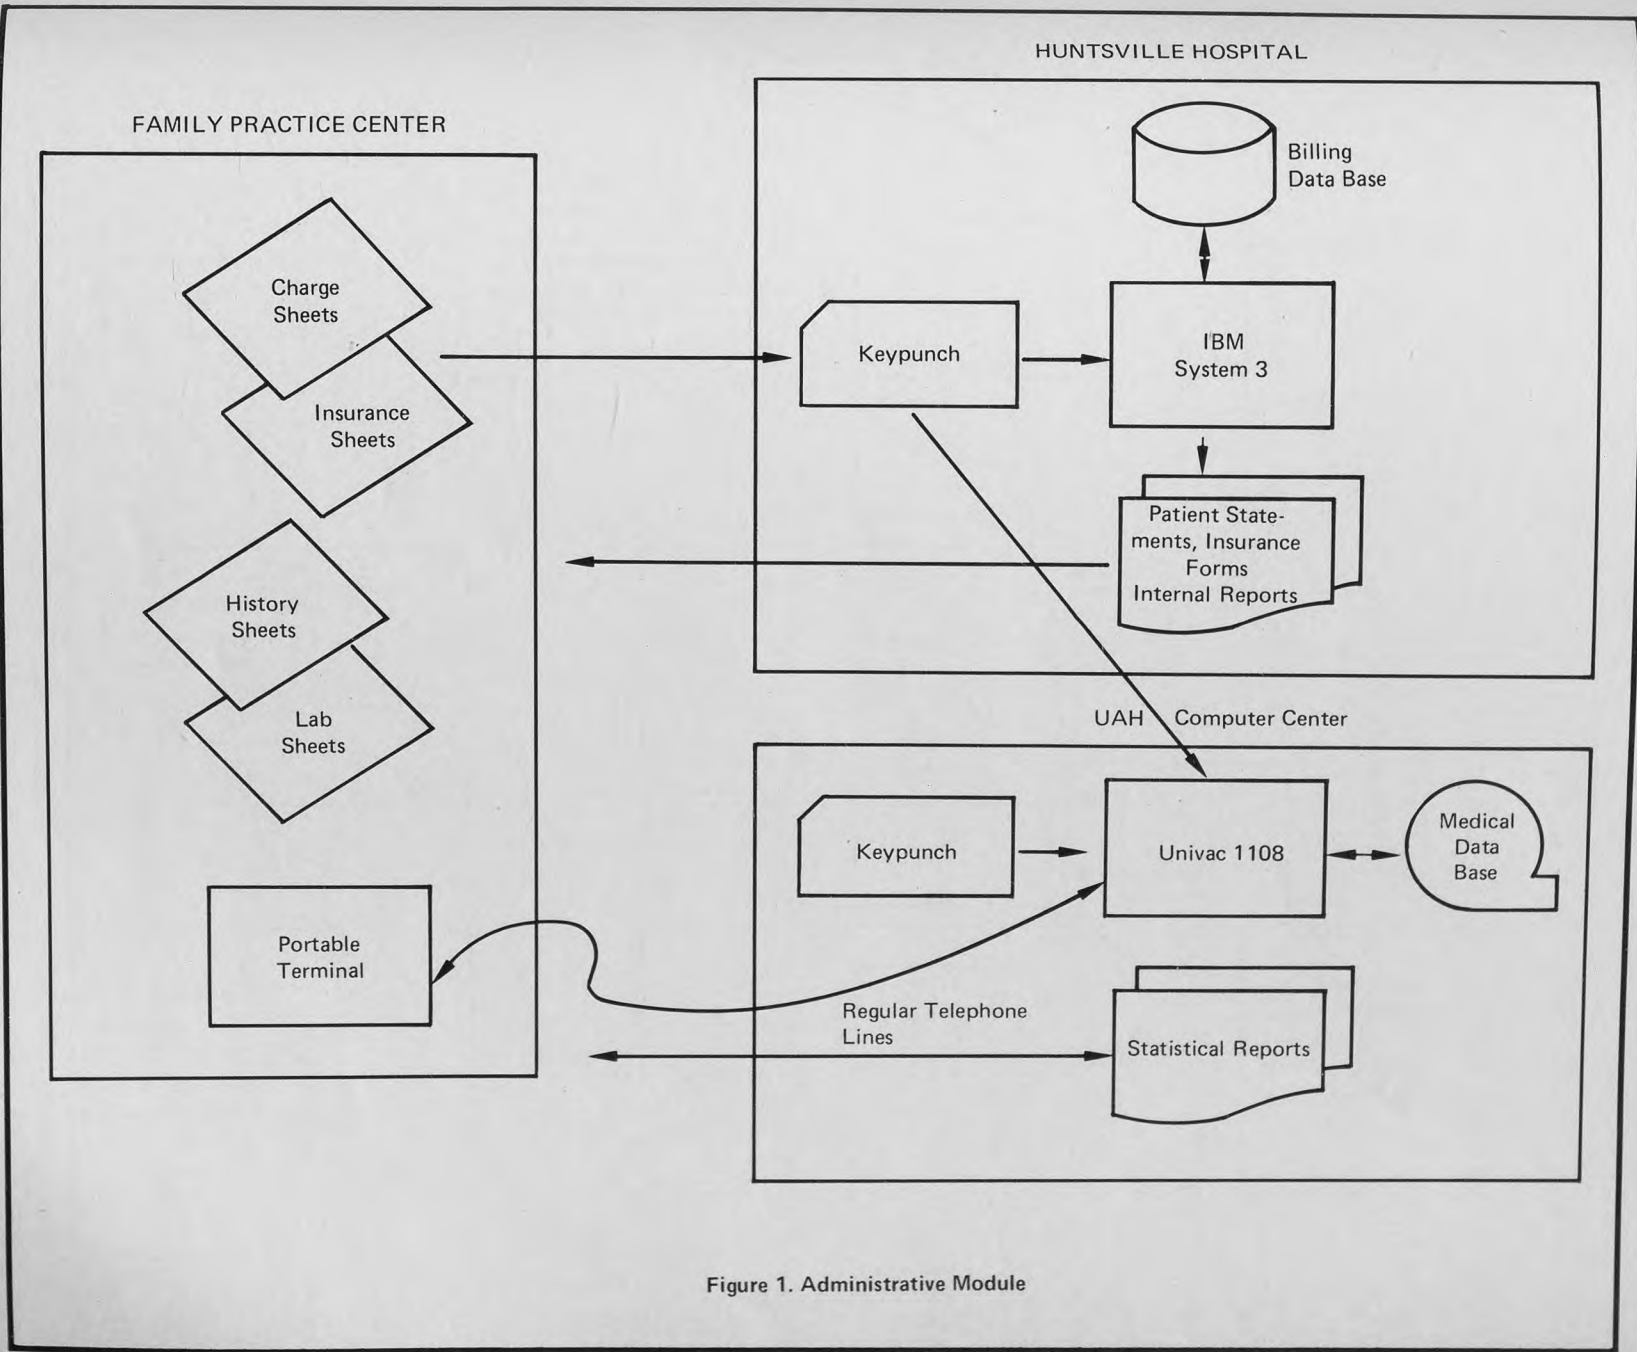 HUNTSVILLE HOSPITAL
FAMILY PRACTICE CENTER
Billing
Data Base
Charge
Sheets
Keypunch
IBM
System 3
Insurance
Sheets
Patient State-
ments, Insurance
Forms
Internal Reports
History
Sheets
Lab
Sheets
UAH Computer Center
Keypunch
Univac 1108
Medical
Data
Base
Portable
Terminal
Regular Telephone
Lines
Statistical Reports
Figure 1. Administrative Module